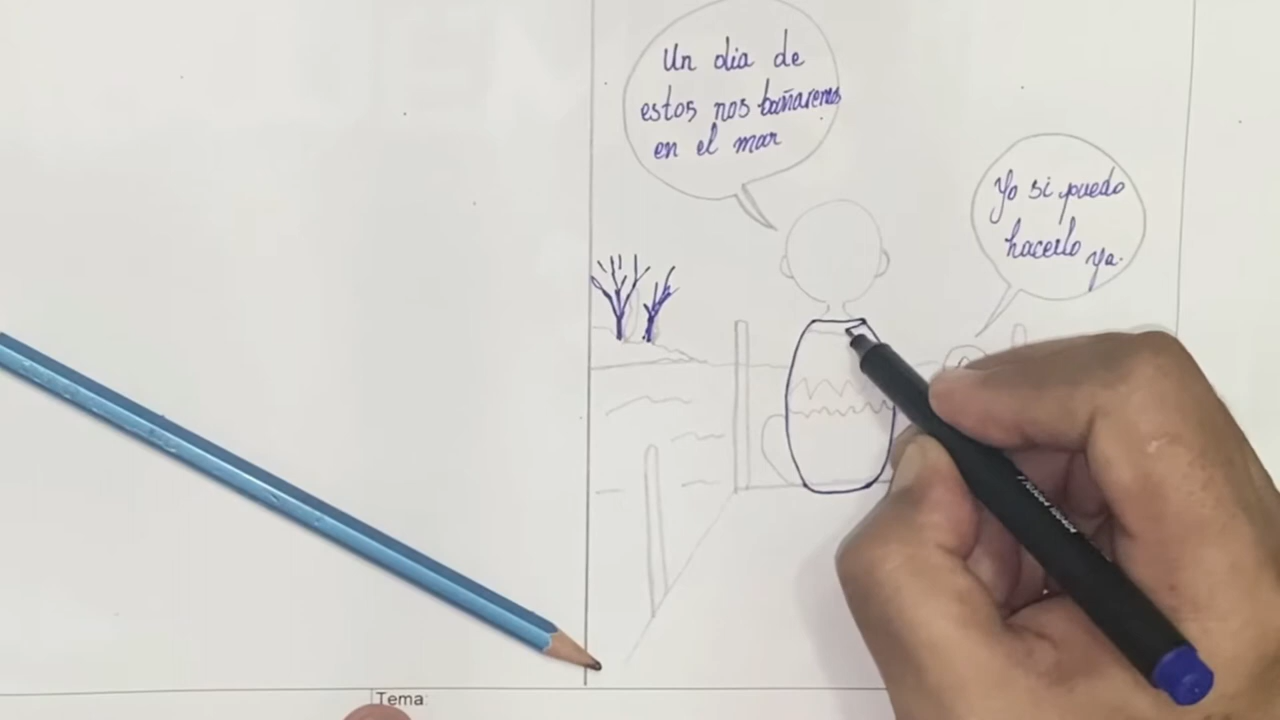 Un dia de
estos nos bañaremos
en el mar
Yo si puedo
hacerlo ya.
Tema: